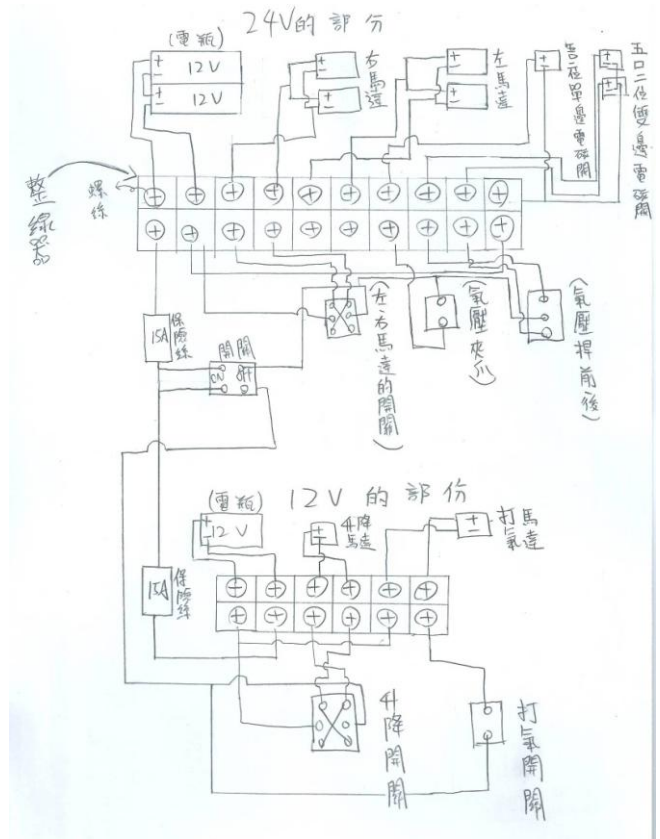 24V的部份
(電瓶)
+ -
12V
+ -
12V
右馬達
左馬達
五口二位單邊電磁閥
五口二位雙邊電磁閥
整線器
螺絲
15A
保險絲
開關
ON OFF
(左右馬達的開關)
(氣壓夾爪)
(氣壓桿前後)
12V的部份
(電瓶)
12V
升降馬達
打氣馬達
15A
保險絲
升降開關
打氣開關